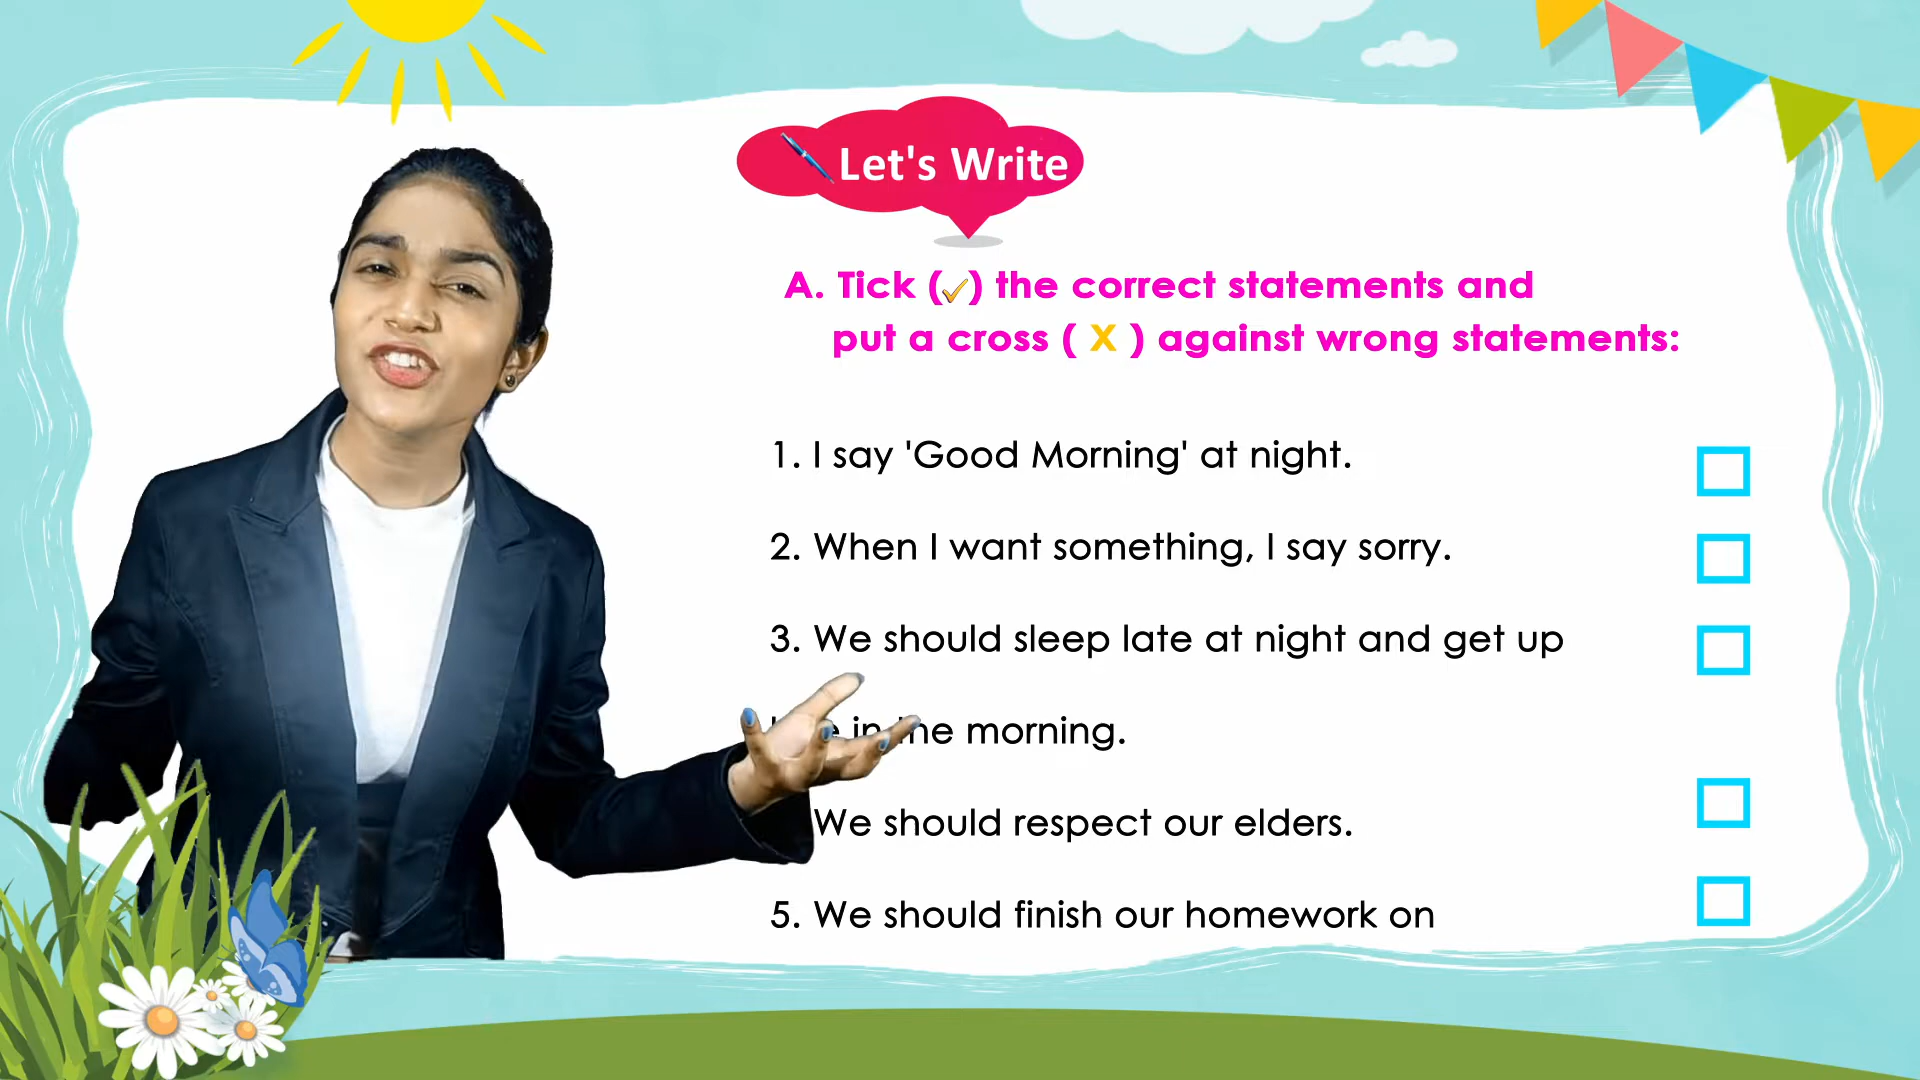 Let's Write
A. Tick (✓) the correct statements and
put a cross ( X ) against wrong statements:
1. I say 'Good Morning' at night.
2. When I want something, I say sorry.
3. We should sleep late at night and get up
in the morning.
We should respect our elders.
5. We should finish our homework on